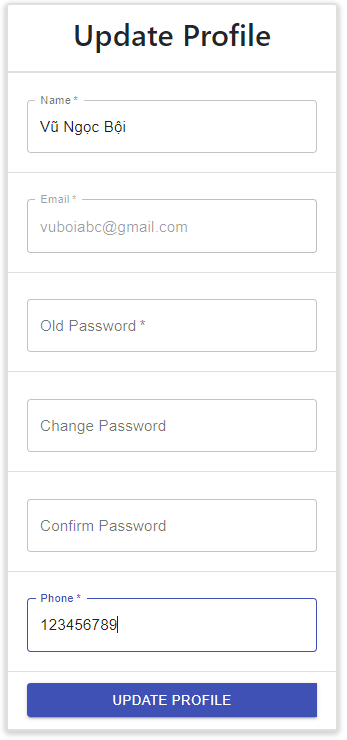 Update Profile
Name *
Vũ Ngọc Bội
Email *
vuboiabc@gmail.com
Old Password *
Change Password
Confirm Password
Phone *
123456789
UPDATE PROFILE